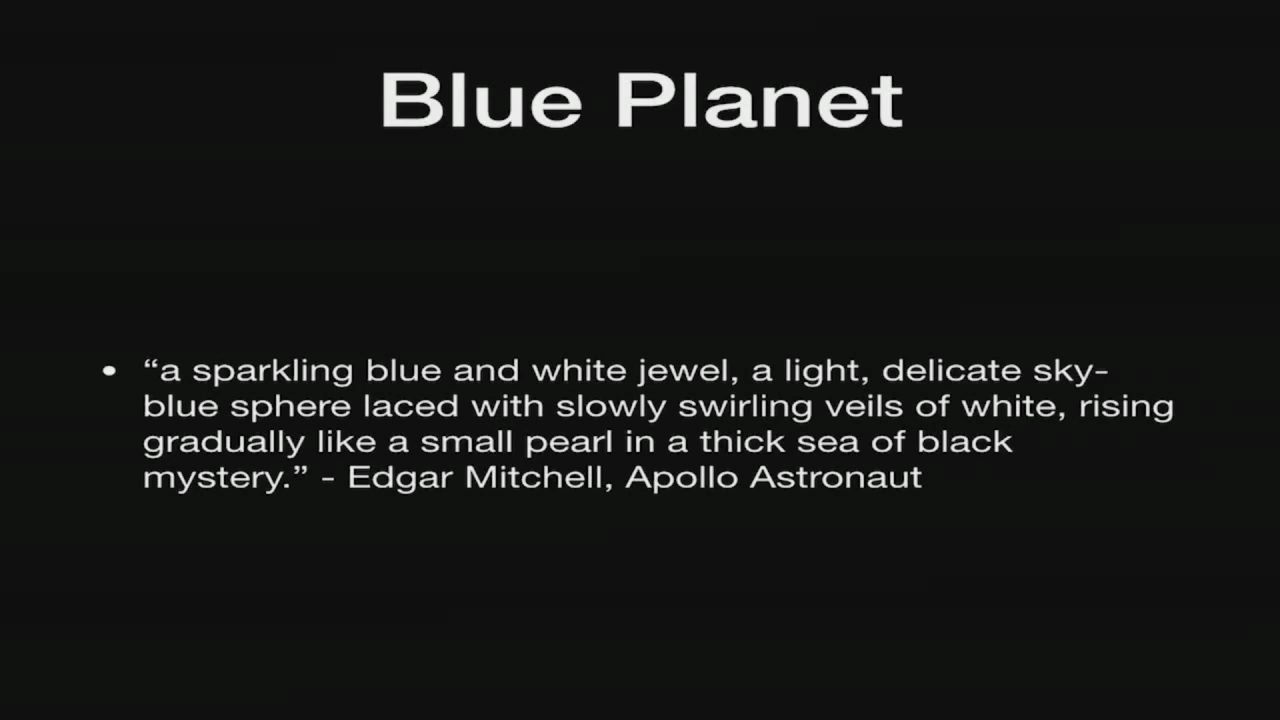 Blue Planet
• “a sparkling blue and white jewel, a light, delicate sky-
blue sphere laced with slowly swirling veils of white, rising
gradually like a small pearl in a thick sea of black
mystery.” - Edgar Mitchell, Apollo Astronaut